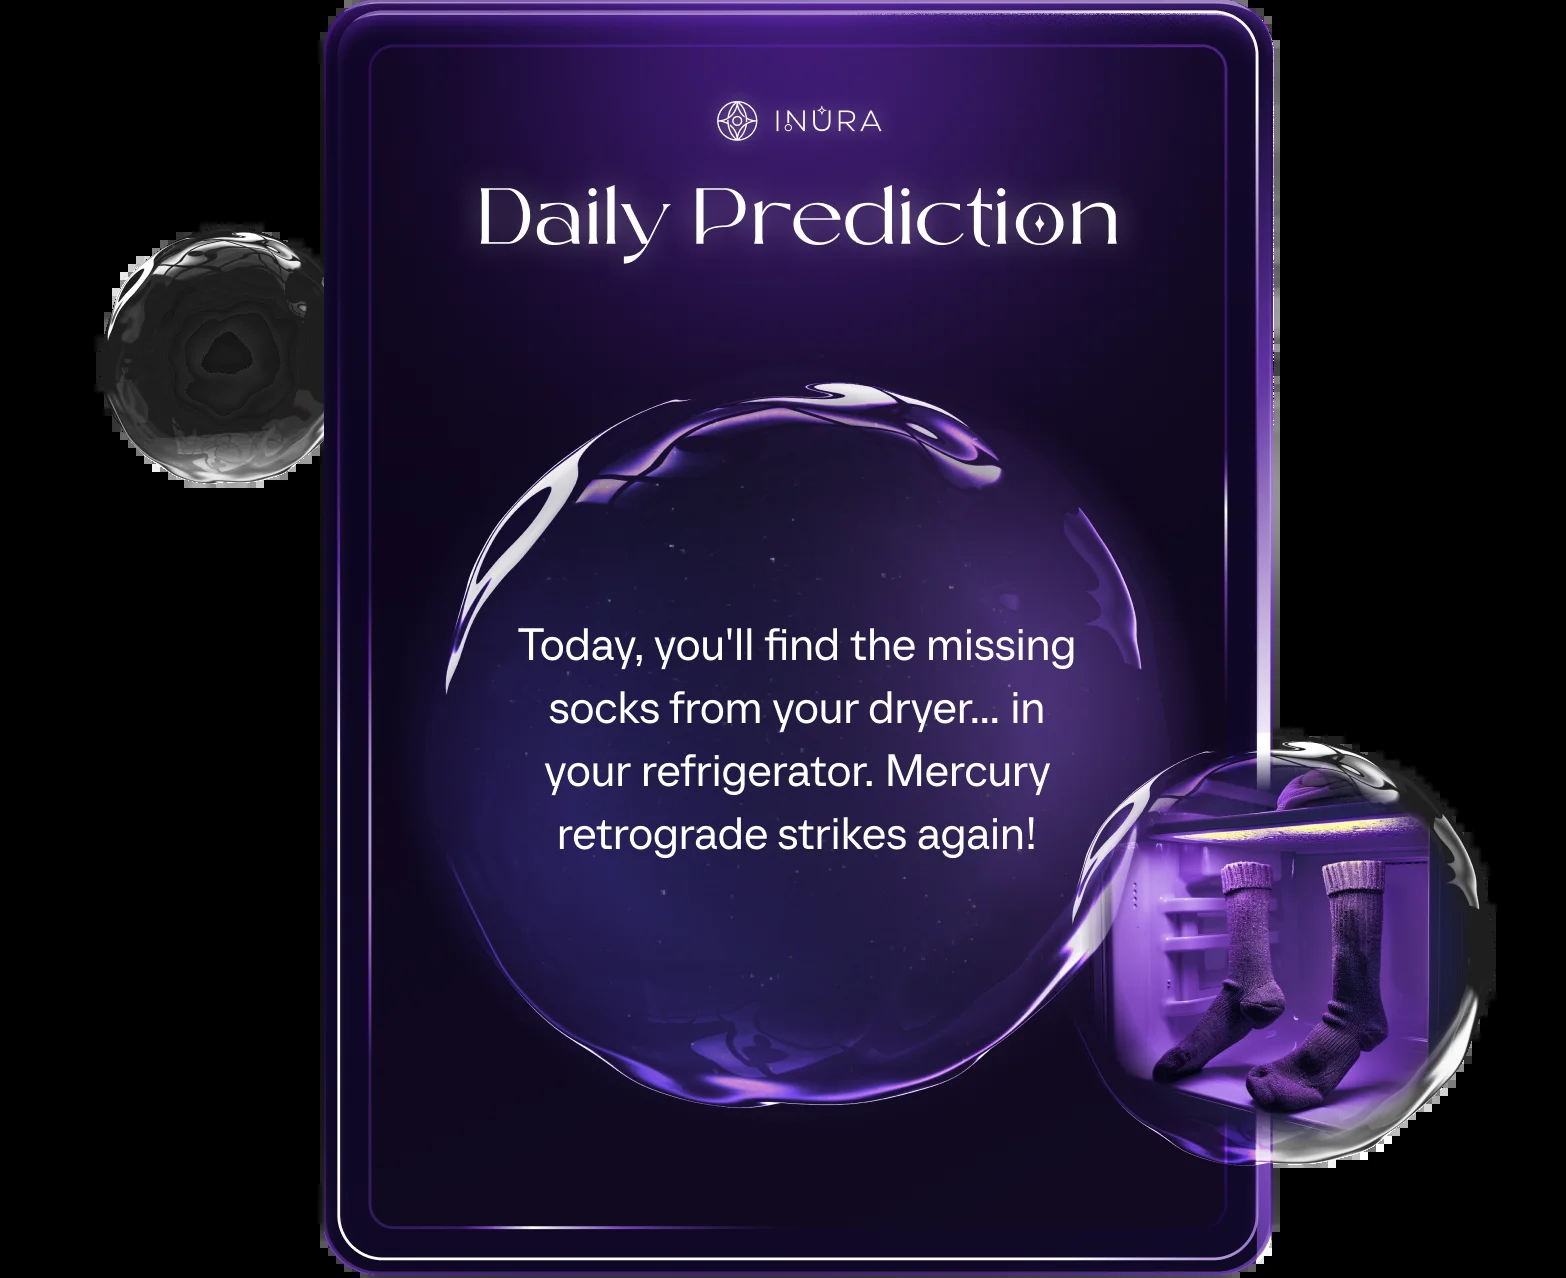 INURA
Daily Prediction
Today, you'll find the missing
socks from your dryer... in
your refrigerator. Mercury
retrograde strikes again!